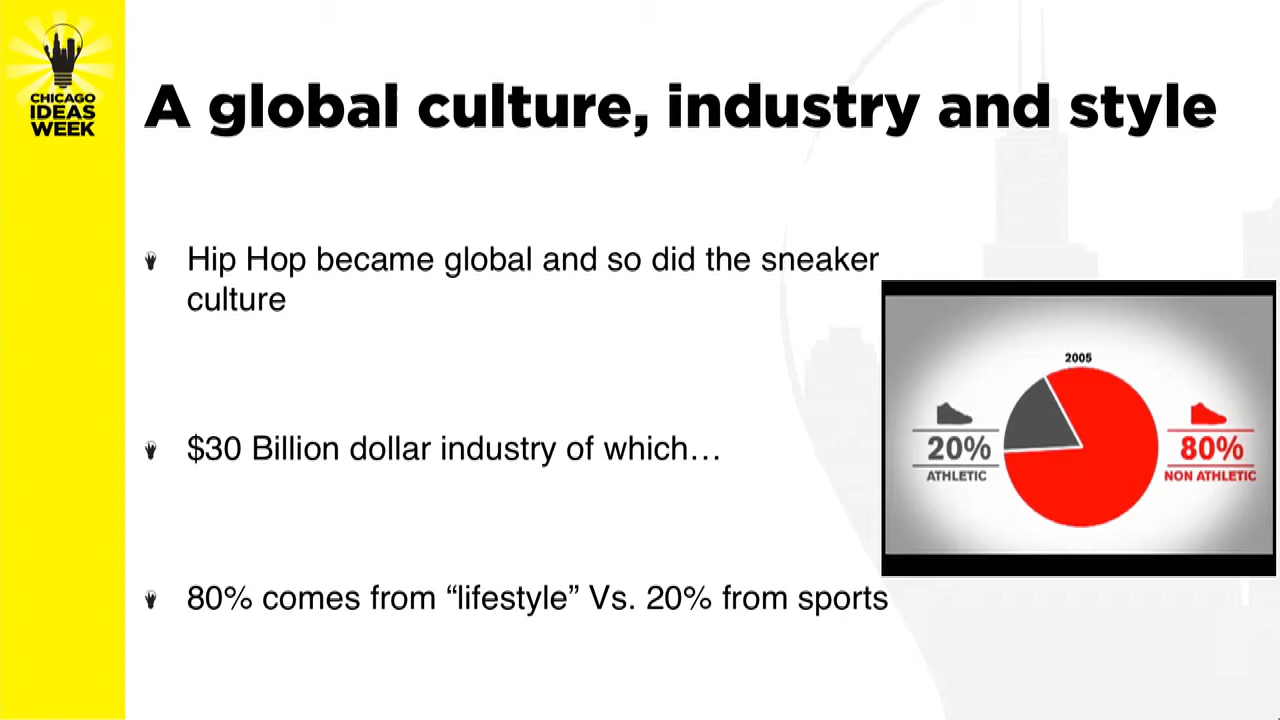 CHICAGO
IDEAS
WEEK
A global culture, industry and style
Hip Hop became global and so did the sneaker
culture
$30 Billion dollar industry of which…
80% comes from “lifestyle” Vs. 20% from sports
2005
20%
ATHLETIC
80%
NON ATHLETIC